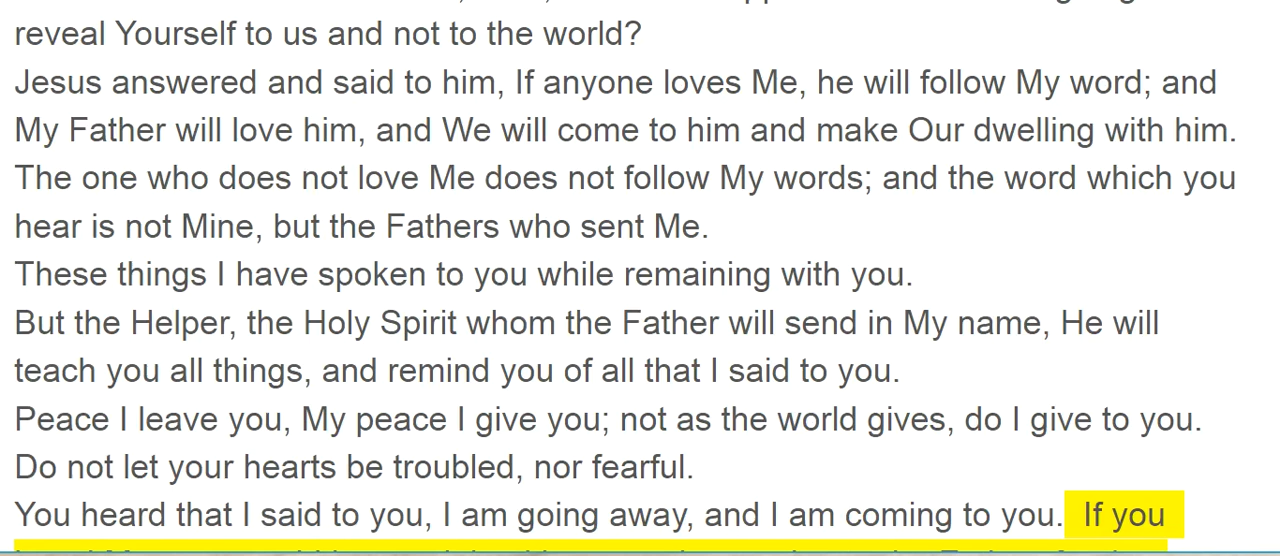 reveal Yourself to us and not to the world?
Jesus answered and said to him, If anyone loves Me, he will follow My word; and
My Father will love him, and We will come to him and make Our dwelling with him.
The one who does not love Me does not follow My words; and the word which you
hear is not Mine, but the Fathers who sent Me.
These things I have spoken to you while remaining with you.
But the Helper, the Holy Spirit whom the Father will send in My name, He will
teach you all things, and remind you of all that I said to you.
Peace I leave you, My peace I give you; not as the world gives, do I give to you.
Do not let your hearts be troubled, nor fearful.
You heard that I said to you, I am going away, and I am coming to you. If you